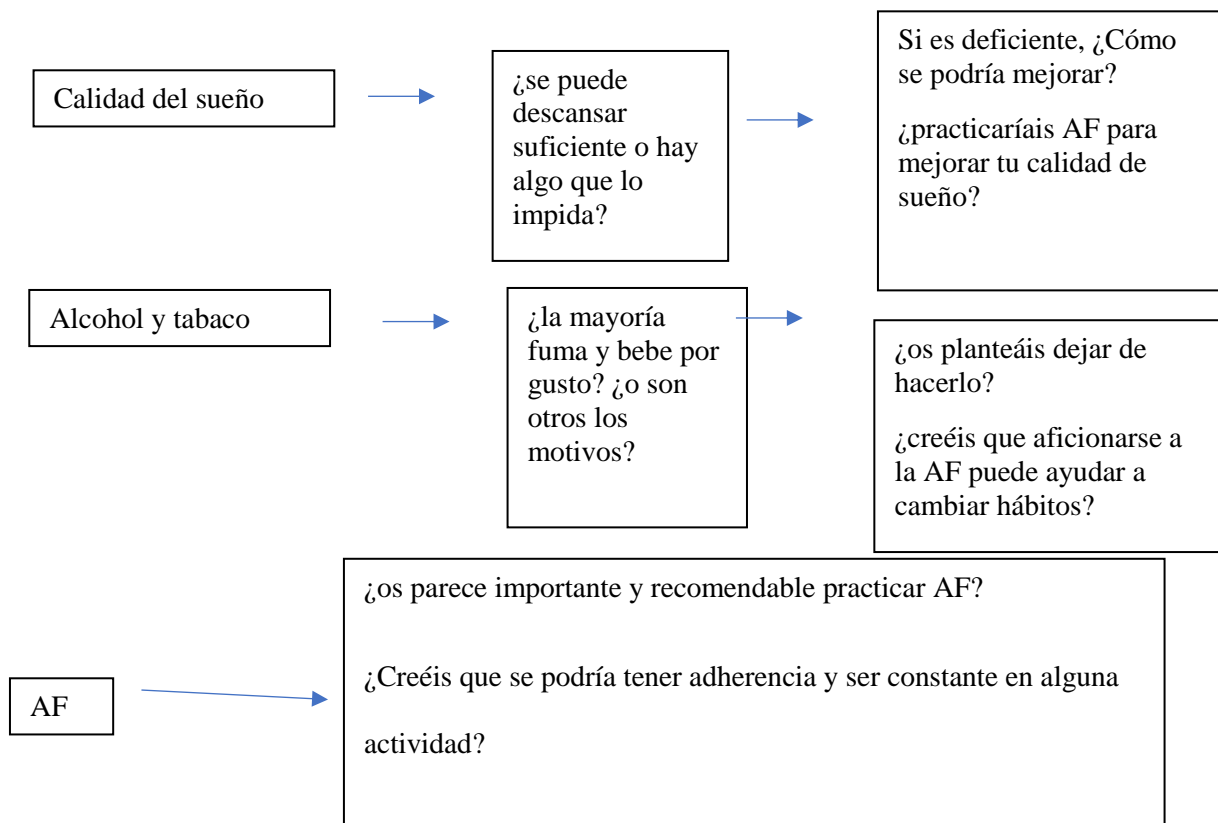 Calidad del sueño
¿se puede
descansar
suficiente o hay
algo que lo
impida?
Si es deficiente, ¿Cómo
se podría mejorar?
¿practicaríais AF para
mejorar tu calidad de
sueño?
Alcohol y tabaco
¿la mayoría
fuma y bebe por
gusto? ¿o son
otros los
motivos?
¿os planteáis dejar de
hacerlo?
¿creéis que aficionarse a
la AF puede ayudar a
cambiar hábitos?
AF
¿os parece importante y recomendable practicar AF?
¿Creéis que se podría tener adherencia y ser constante en alguna
actividad?